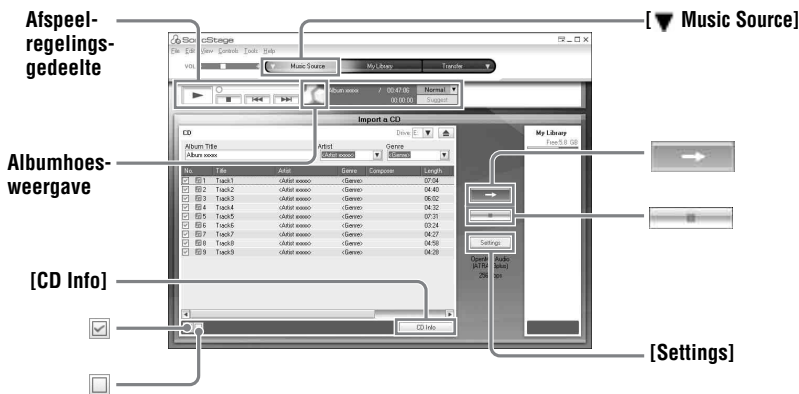 Afspeel-
regelings-
gedeelte
[▼ Music Source]
SonicStage
File Edit View Controls Tools Help
VOL
Music Source My Library Transfer
Album xxxxx / 00:47:06 Normal
00:00:00 Suggest
Import a CD
CD Drive E:
My Library
Free 9.8 GB
Album Title Artist Genre
Album xxxxx <Artist xxxxx> <Genre>
Albumhoes-
weergave
No. Title Artist Genre Composer Length
1 Track1 <Artist xxxxx> <Genre> 07:04
2 Track2 <Artist xxxxx> <Genre> 04:40
3 Track3 <Artist xxxxx> <Genre> 06:02
4 Track4 <Artist xxxxx> <Genre> 04:32
5 Track5 <Artist xxxxx> <Genre> 07:31
6 Track6 <Artist xxxxx> <Genre> 03:24
7 Track7 <Artist xxxxx> <Genre> 04:27
8 Track8 <Artist xxxxx> <Genre> 04:58
9 Track9 <Artist xxxxx> <Genre> 04:28
Settings
Audio
[CD Info]
CD Info
[Settings]